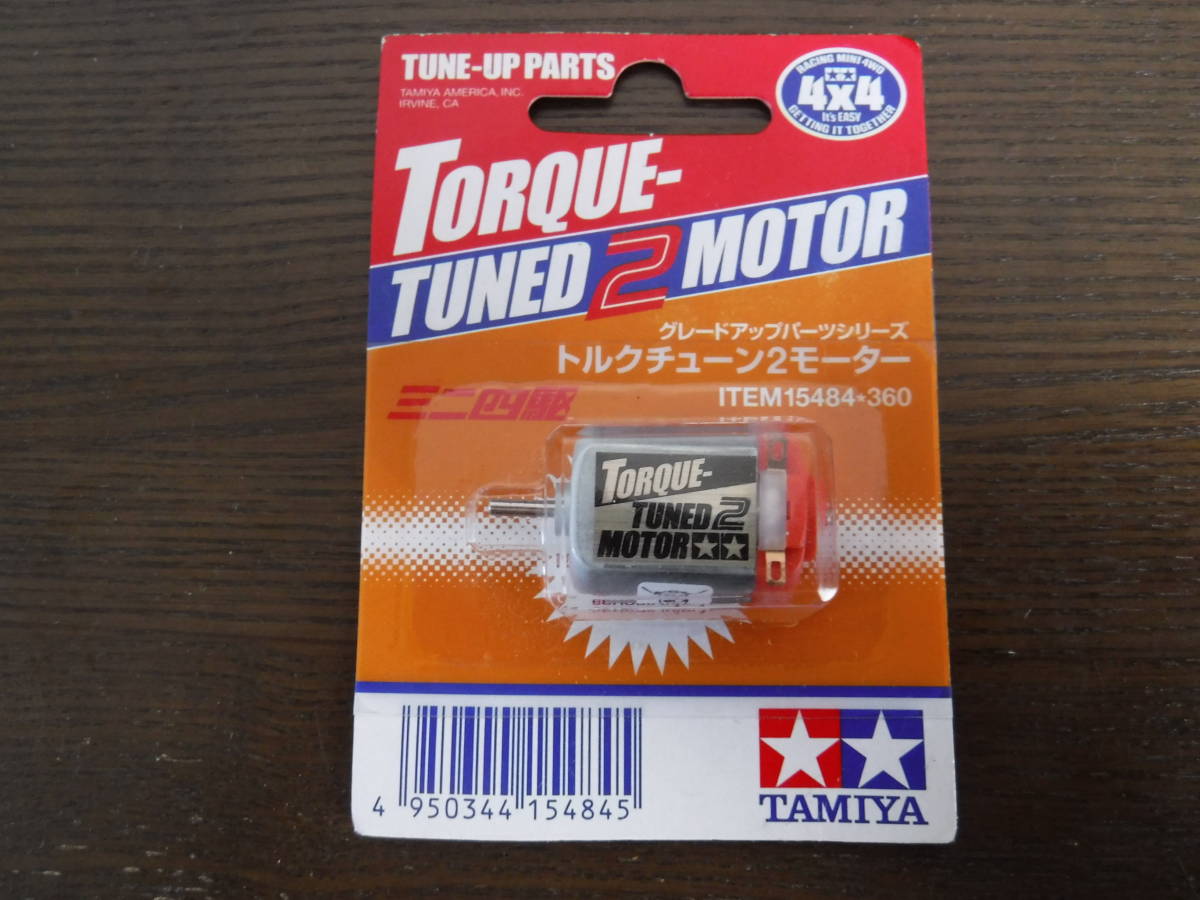 TUNE-UP PARTS
TAMIYA AMERICA, INC.
IRVINE, CA
RACING MINI 4WD
4x4
It's EASY
GETTING IT TOGETHER
TORQUE-
TUNED 2 MOTOR
グレードアップパーツシリーズ
トルクチューン2モーター
ミニ四駆
ITEM 15484*360
TORQUE-
TUNED 2
MOTOR
4 950344 154845
TAMIYA